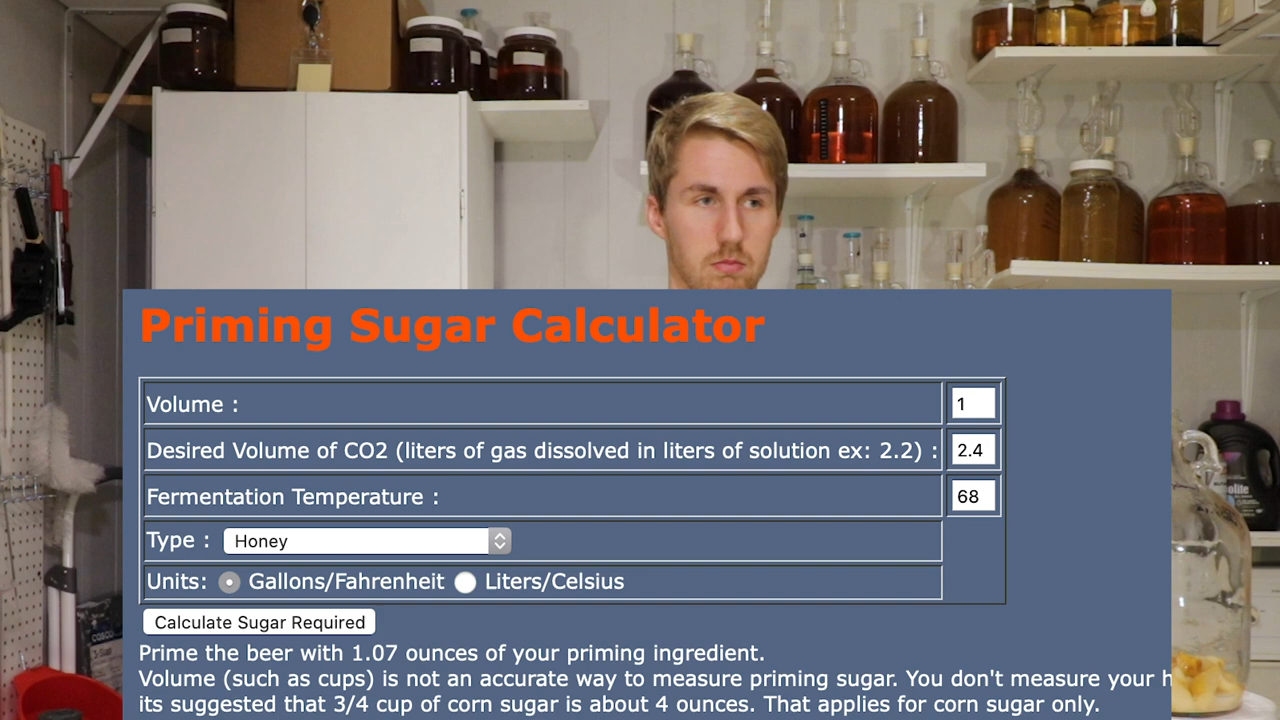 Priming Sugar Calculator
Volume : 1
Desired Volume of CO2 (liters of gas dissolved in liters of solution ex: 2.2) : 2.4
Fermentation Temperature : 68
Type : Honey
Units: Gallons/Fahrenheit Liters/Celsius
Calculate Sugar Required
Prime the beer with 1.07 ounces of your priming ingredient.
Volume (such as cups) is not an accurate way to measure priming sugar. You don't measure your
its suggested that 3/4 cup of corn sugar is about 4 ounces. That applies for corn sugar only.